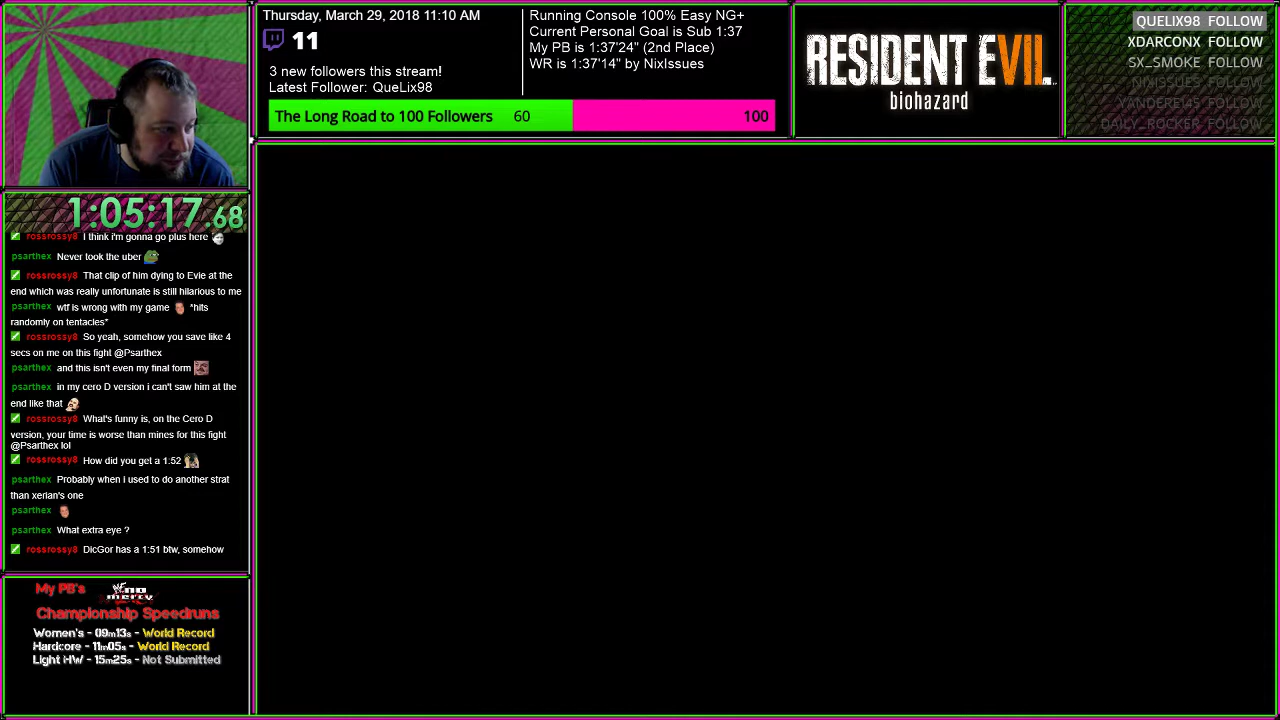 Thursday, March 29, 2018 11:10 AM
11
3 new followers this stream!
Latest Follower: QueLix98
Running Console 100% Easy NG+
Current Personal Goal is Sub 1:37
My PB is 1:37'24" (2nd Place)
WR is 1:37'14" by NixIssues
The Long Road to 100 Followers 60 100
RESIDENT EVIL
biohazard
QUELIX98 FOLLOW
XDARCONX FOLLOW
SX_SMOKE FOLLOW
NIXISSUES FOLLOW
YANDEREI45 FOLLOW
DAILY_ROCKER FOLLOW
1:05:17.68
rossrossy8 I think i'm gonna go plus here
psarthex Never took the uber
rossrossy8 That clip of him dying to Evie at the
end which was really unfortunate is still hilarious to me
psarthex wtf is wrong with my game *hits
randomly on tentacles*
rossrossy8 So yeah, somehow you save like 4
secs on me on this fight @Psarthex
psarthex and this isn't even my final form
psarthex in my cero D version i can't saw him at the
end like that
rossrossy8 What's funny is, on the Cero D
version, your time is worse than mines for this fight
@Psarthex lol
rossrossy8 How did you get a 1:52
psarthex Probably when i used to do another strat
than xerian's one
psarthex
psarthex What extra eye ?
rossrossy8 DicGor has a 1:51 btw, somehow
My PB's
WF NO
MERCY
Championship Speedruns
Women's - 09m13s - World Record
Hardcore - 11m05s - World Record
Light HW - 15m25s - Not Submitted